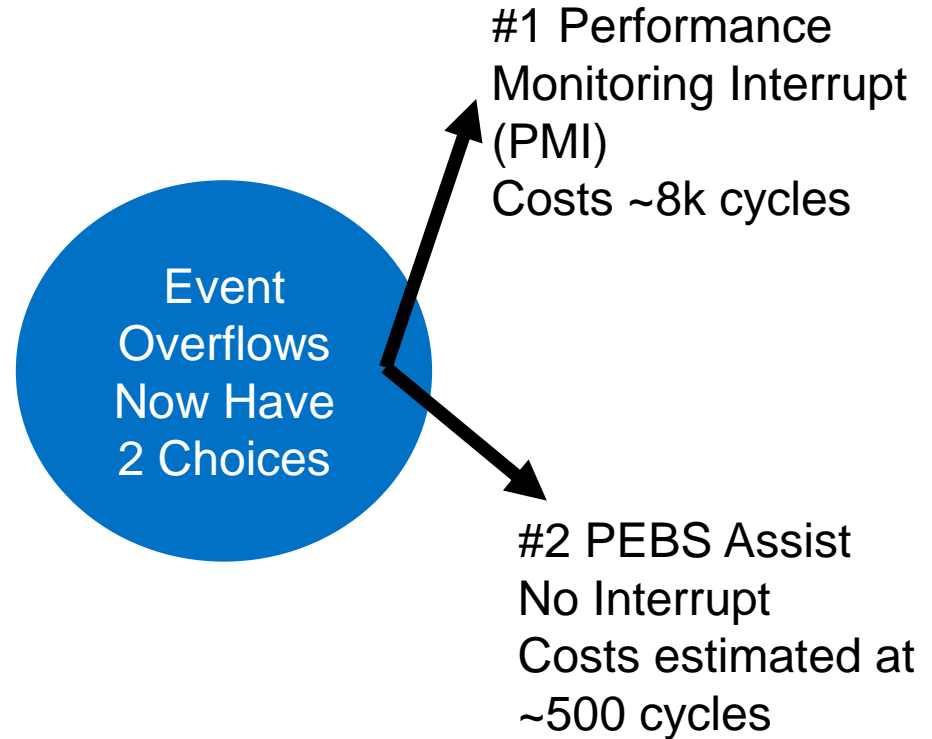 #1 Performance
Monitoring Interrupt
(PMI)
Costs ~8k cycles
Event
Overflows
Now Have
2 Choices
#2 PEBS Assist
No Interrupt
Costs estimated at
~500 cycles